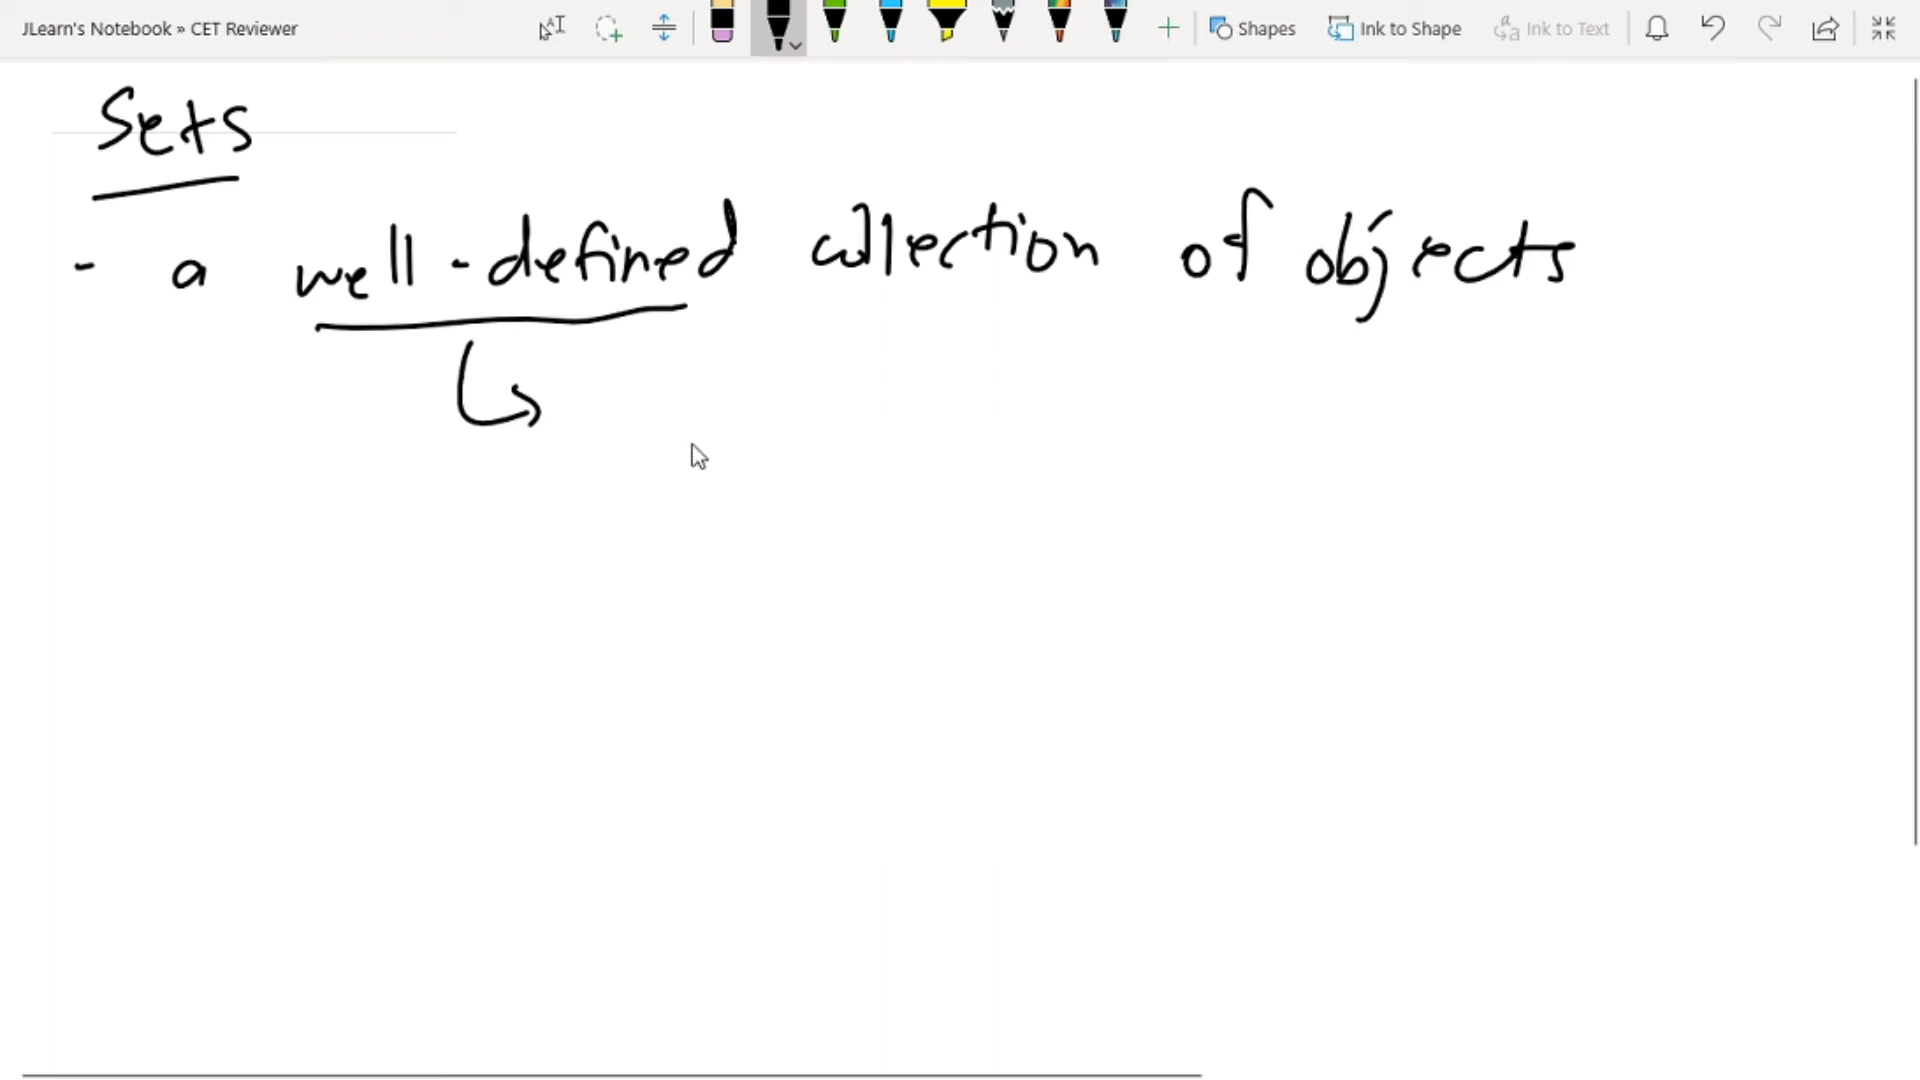 JLearn's Notebook » CET Reviewer
Shapes
Ink to Shape
Ink to Text
Sets
- a well-defined collection of objects